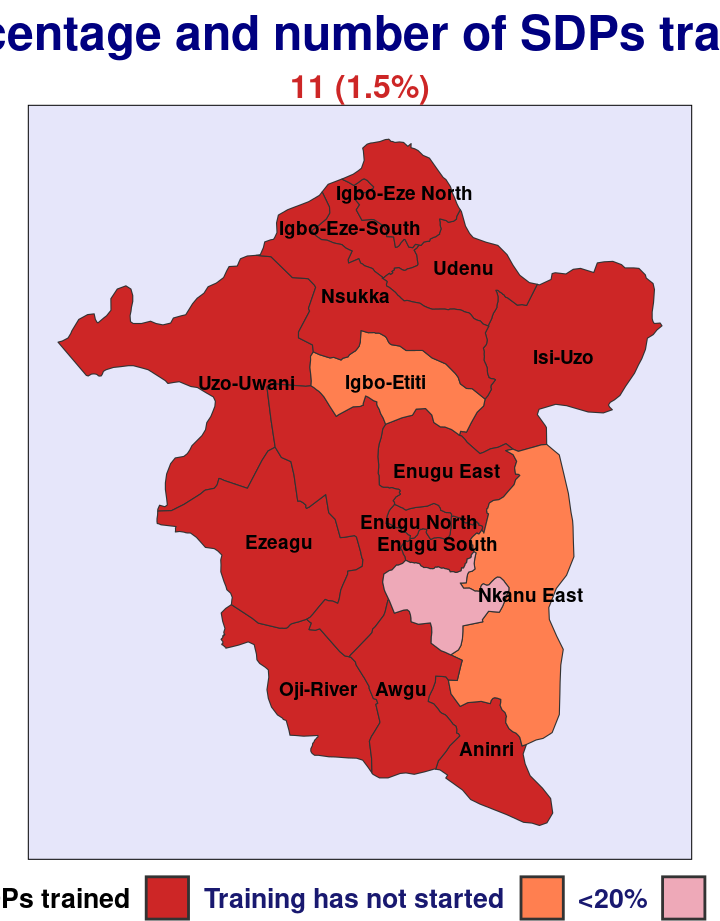 centage and number of SDPs tra
11 (1.5%)
Igbo-Eze North
Igbo-Eze-South
Udenu
Nsukka
Isi-Uzo
Uzo-Uwani
Igbo-Etiti
Enugu East
Enugu North
Ezeagu
Enugu South
Nkanu East
Oji-River
Awgu
Aninri
Ps trained Training has not started <20%